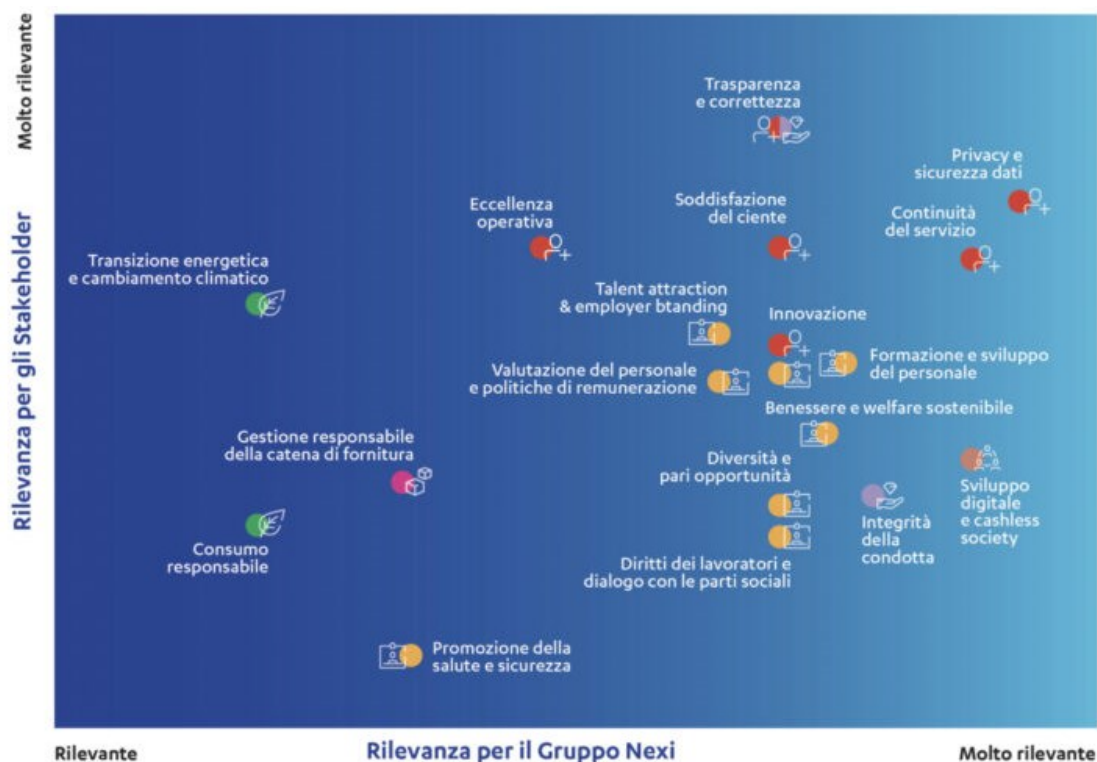 Molto rilevante
Rilevanza per gli Stakeholder
Trasparenza
e correttezza
Privacy e
sicurezza dati
Eccellenza
operativa
Soddisfazione
del ciente
Continuità
del servizio
Transizione energetica
e cambiamento climatico
Talent attraction
& employer btanding
Innovazione
Valutazione del personale
e politiche di remunerazione
Formazione e sviluppo
del personale
Benessere e welfare sostenibile
Gestione responsabile
della catena di fornitura
Diversità e
pari opportunità
Sviluppo
digitale
e cashless
society
Integrità
della
condotta
Consumo
responsabile
Diritti dei lavoratori e
dialogo con le parti sociali
Promozione della
salute e sicurezza
Rilevante
Rilevanza per il Gruppo Nexi
Molto rilevante